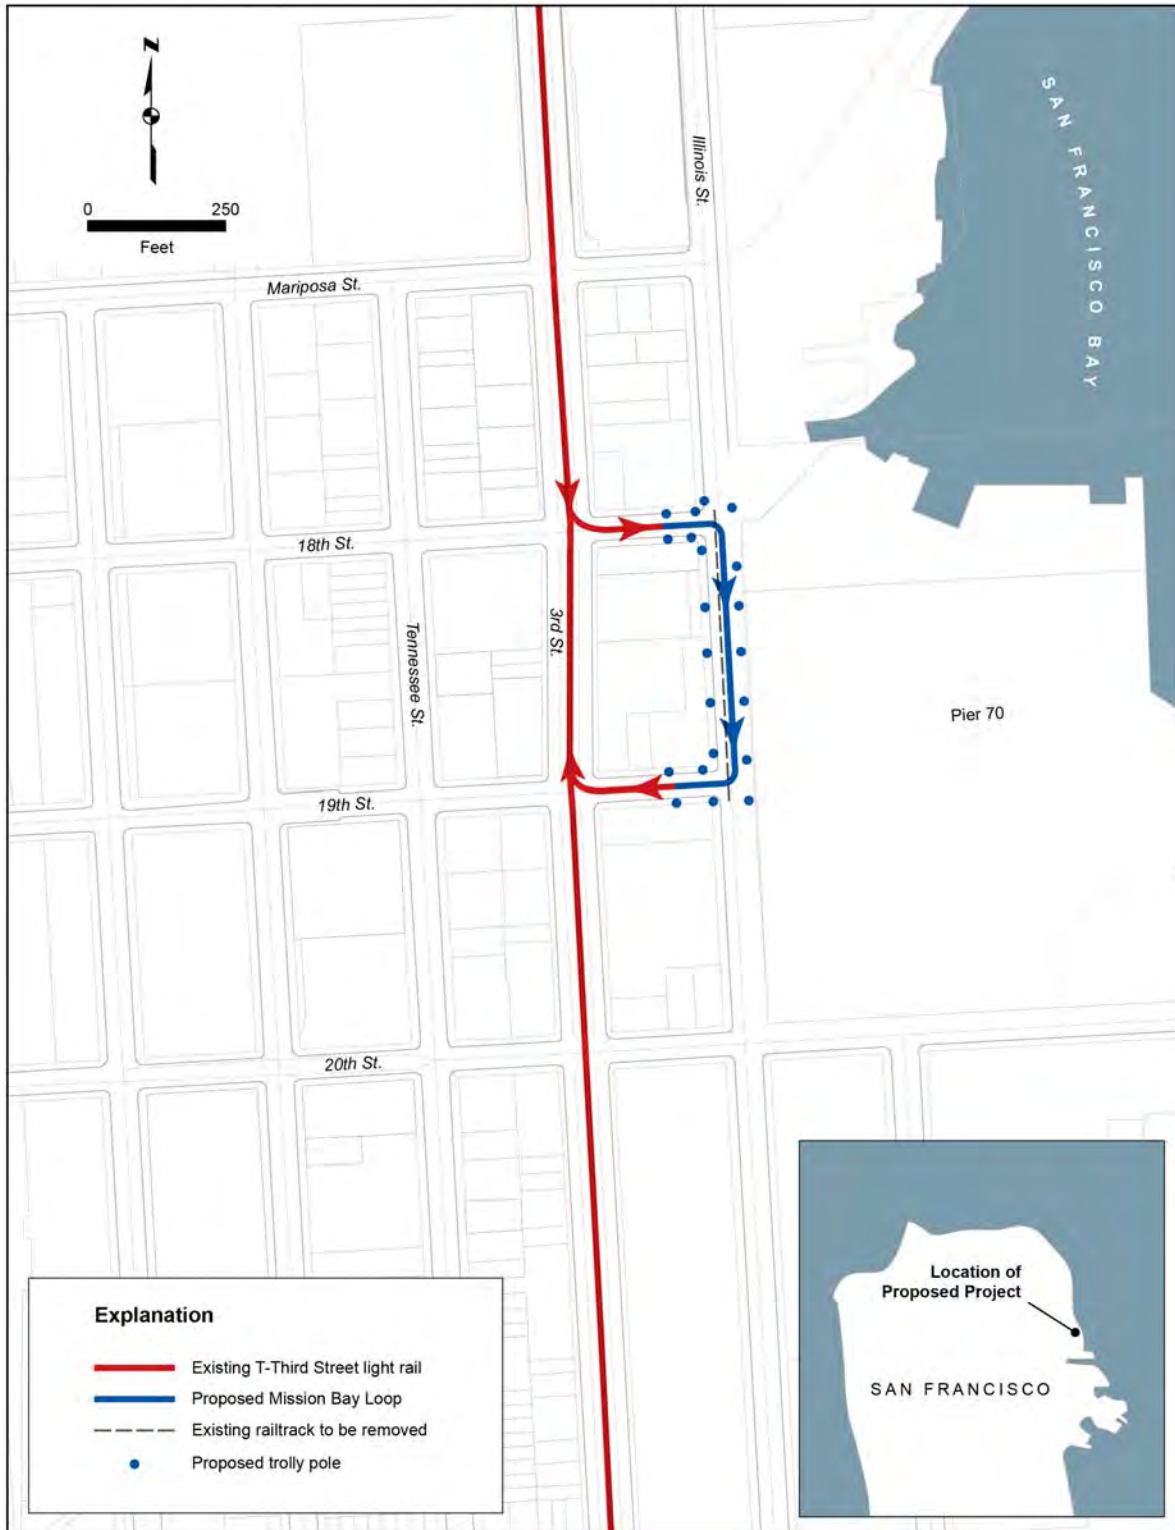 N
0 250
Feet
Illinois St.
SAN FRANCISCO BAY
Mariposa St.
18th St.
3rd St.
Tennessee St.
Pier 70
19th St.
20th St.
Explanation
Existing T-Third Street light rail
Proposed Mission Bay Loop
Existing railtrack to be removed
Proposed trolly pole
Location of
Proposed Project
SAN FRANCISCO